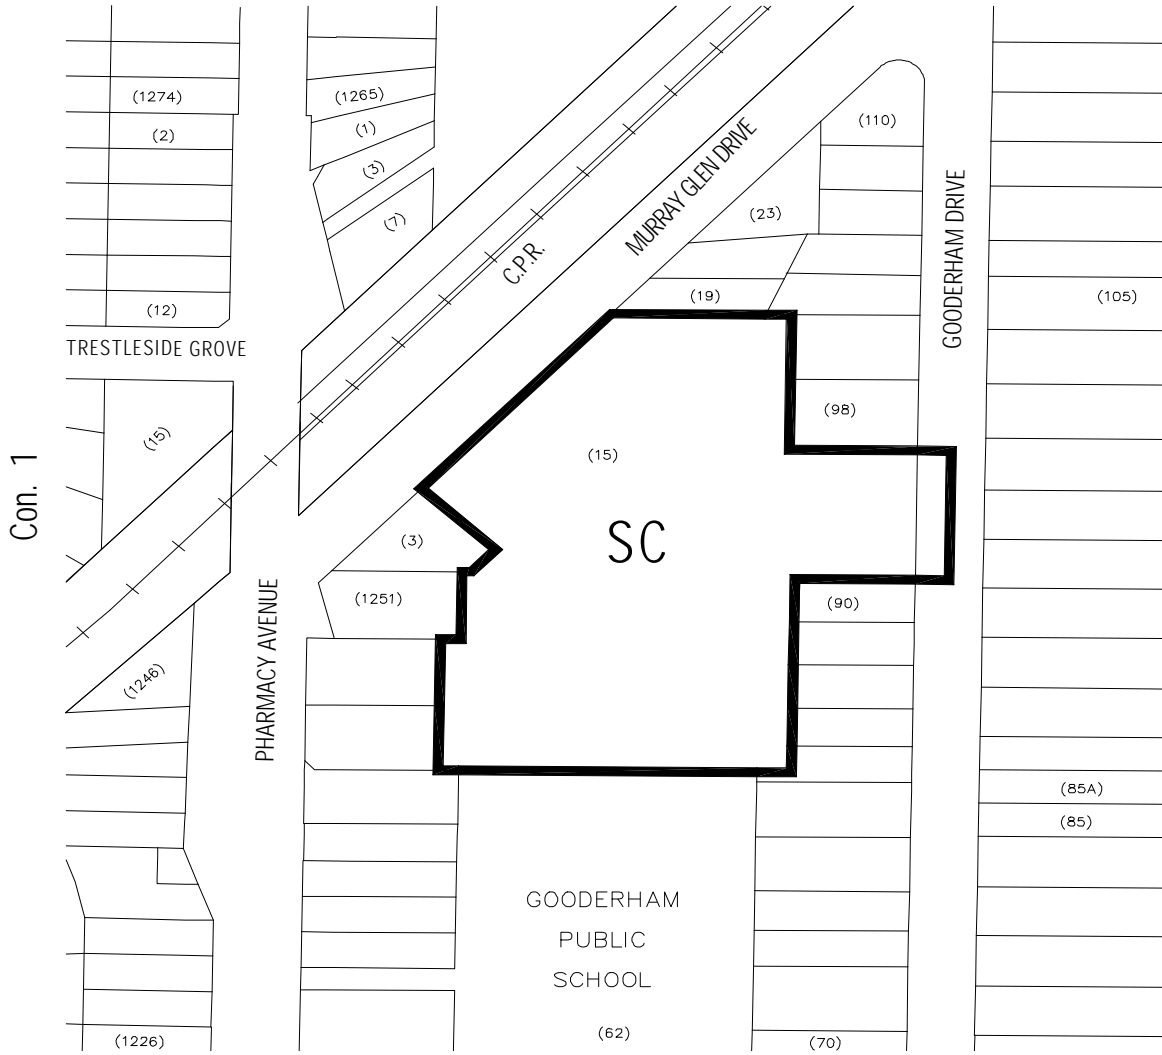 (1274)
(1265)
(110)
(2)
(1)
(3)
(7)
(23)
MURRAY GLEN DRIVE
GOODERHAM DRIVE
C.P.R.
(12)
(19)
(105)
TRESTLESIDE GROVE
(98)
(15)
(15)
Con. 1
SC
(3)
(1251)
(90)
PHARMACY AVENUE
(1246)
(85A)
(85)
GOODERHAM
PUBLIC
SCHOOL
(62)
(1226)
(70)